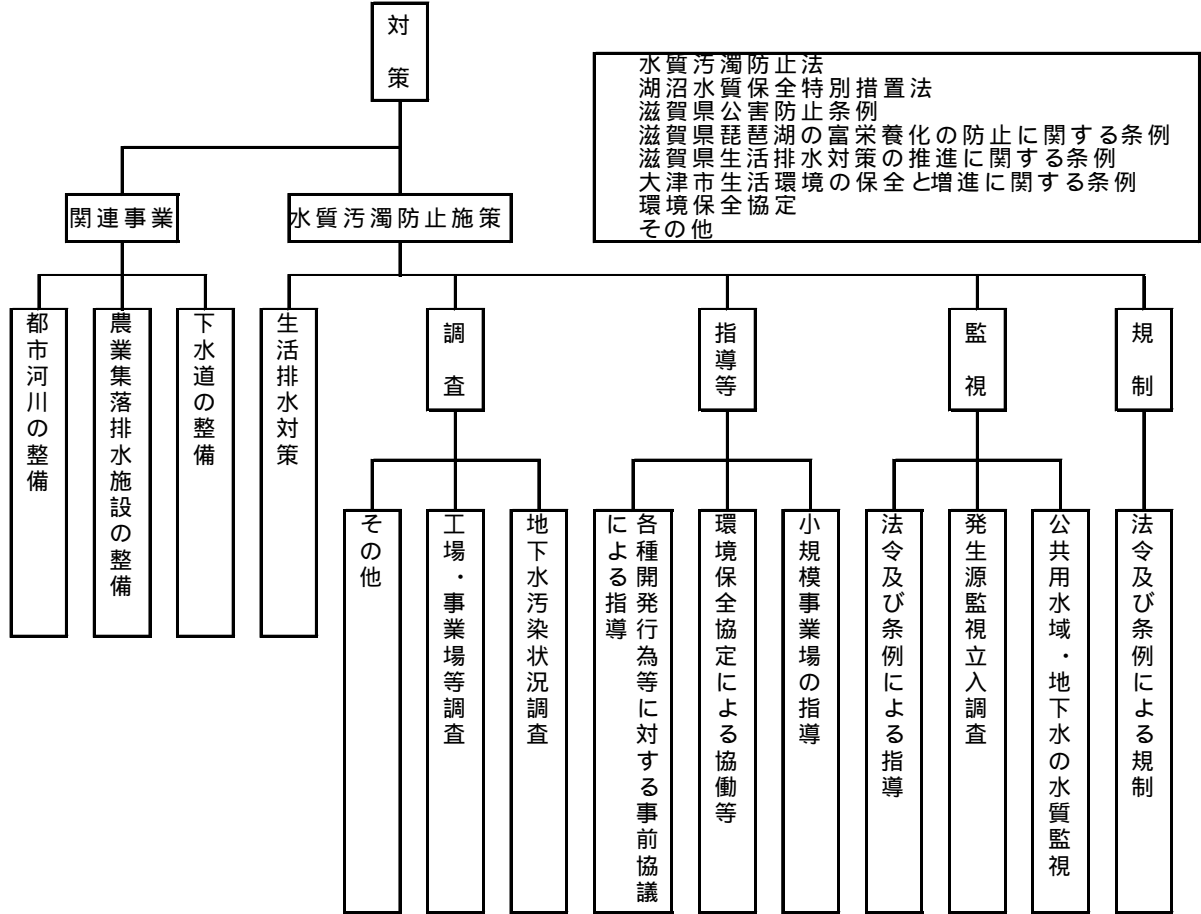 対策
水質汚濁防止法
湖沼水質保全特別措置法
滋賀県公害防止条例
滋賀県琵琶湖の富栄養化の防止に関する条例
滋賀県生活排水対策の推進に関する条例
大津市生活環境の保全と増進に関する条例
環境保全協定
その他
関連事業
水質汚濁防止施策
都市河川の整備
農業集落排水施設の整備
下水道の整備
生活排水対策
調査
指導等
監視
規制
その他
工場・事業場等調査
地下水汚染状況調査
各種開発行為等に対する事前協議
による指導
環境保全協定による協働等
小規模事業場の指導
法令及び条例による指導
発生源監視立入調査
公共用水域・地下水の水質監視
法令及び条例による規制